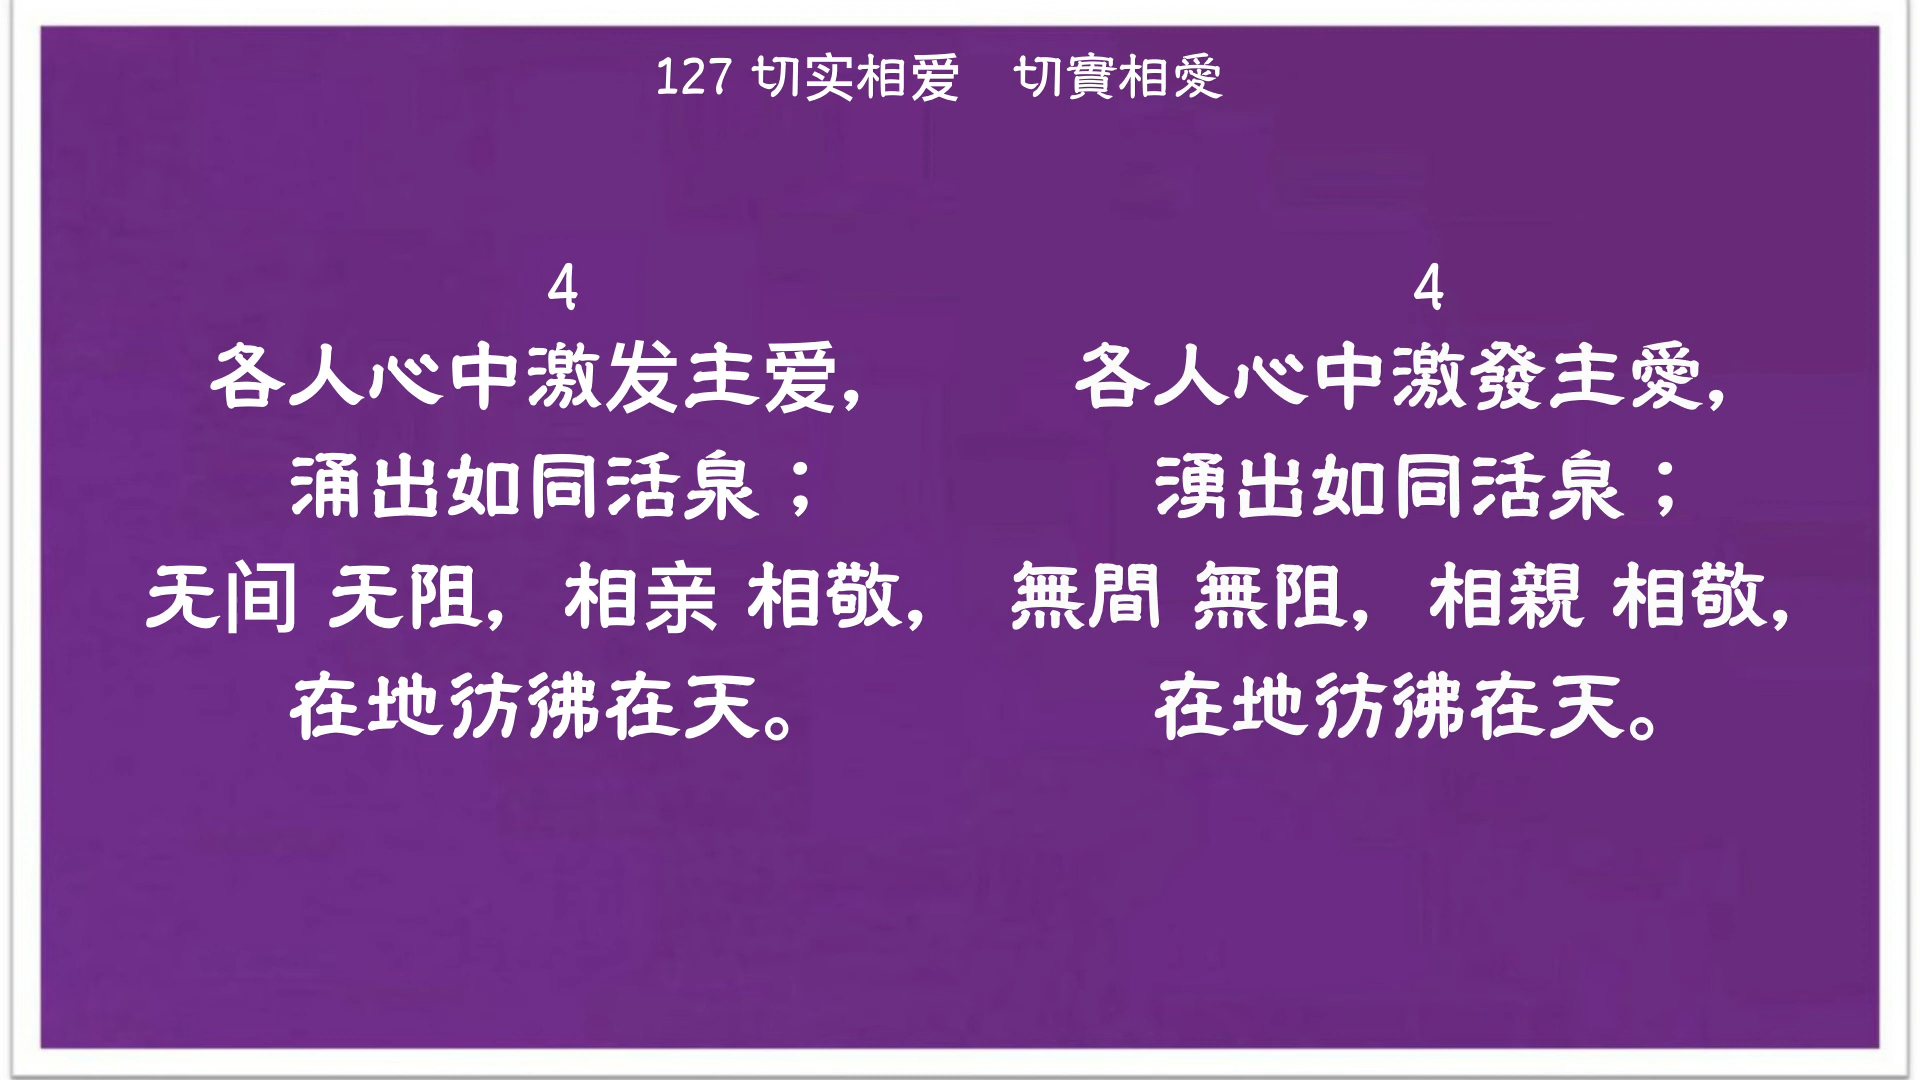 127 切实相爱　切實相愛
4
各人心中激发主爱，
涌出如同活泉；
无间 无阻， 相亲 相敬，
在地彷彿在天。
4
各人心中激發主愛，
湧出如同活泉；
無間 無阻， 相親 相敬，
在地彷彿在天。